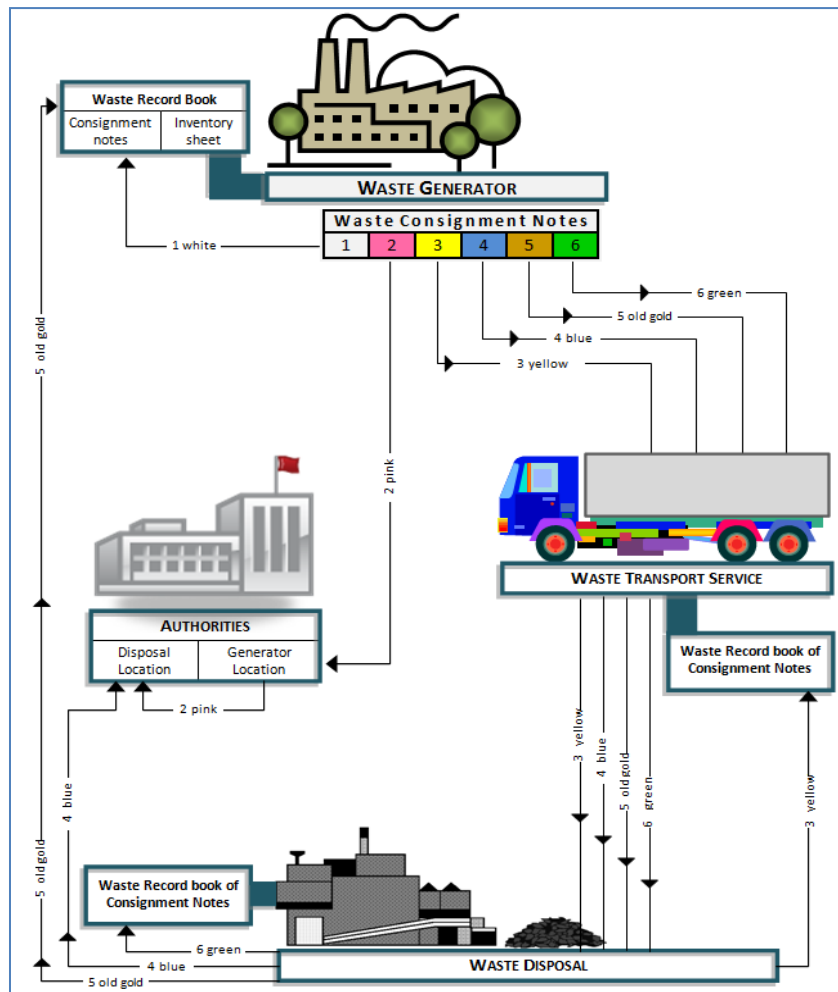 Waste Record Book
Consignment notes
Inventory sheet
WASTE GENERATOR
Waste Consignment Notes
1 2 3 4 5 6
1 white
6 green
5 old gold
4 blue
3 yellow
2 pink
5 old gold
AUTHORITIES
Disposal Location
Generator Location
2 pink
WASTE TRANSPORT SERVICE
Waste Record book of
Consignment Notes
3 yellow
4 blue
5 old gold
6 green
3 yellow
4 blue
5 old gold
Waste Record book of
Consignment Notes
6 green
4 blue
5 old gold
WASTE DISPOSAL